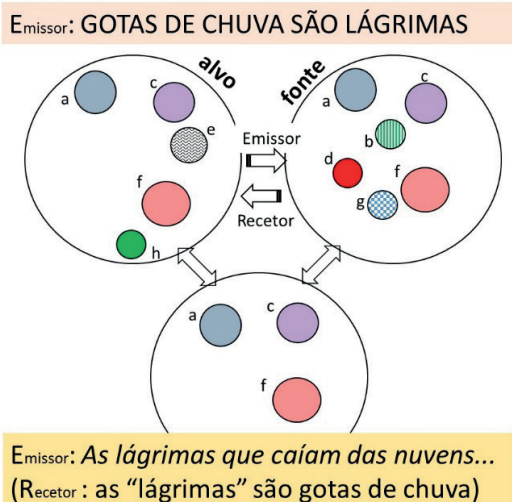 Emissor: GOTAS DE CHUVA SÃO LÁGRIMAS
alvo
fonte
a
c
e
f
h
Emissor
Recetor
a
c
b
d
f
g
a
c
f
Emissor: As lágrimas que caíam das nuvens...
(Recetor : as “lágrimas” são gotas de chuva)